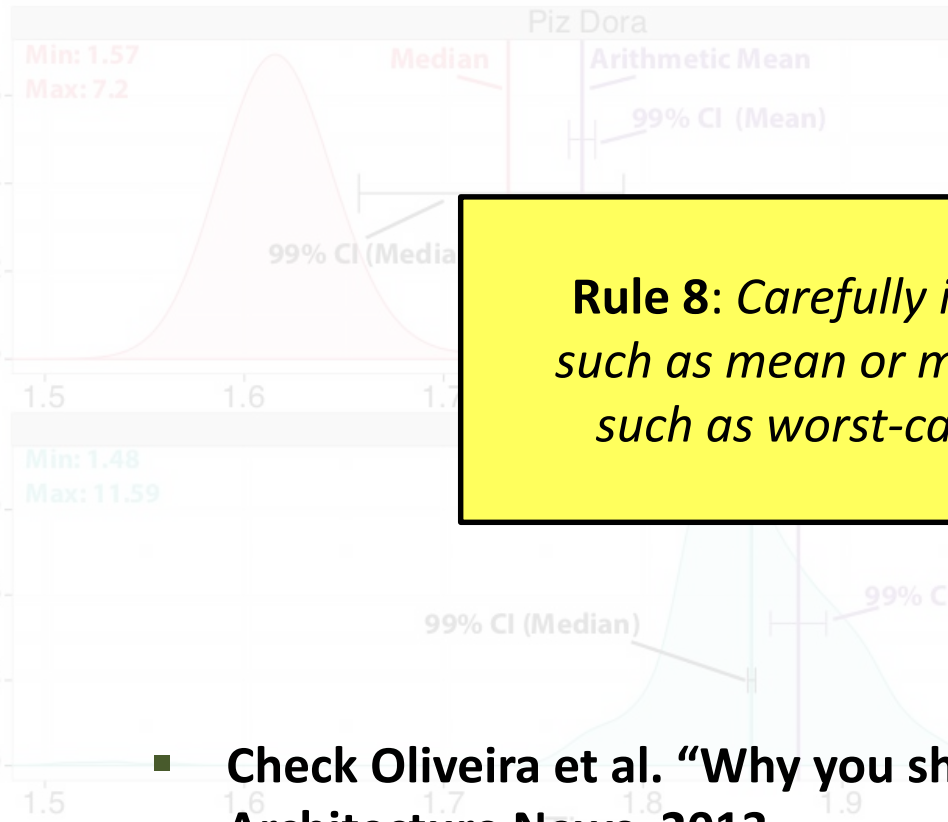 Piz Dora
Min: 1.57
Max: 7.2
Median
Arithmetic Mean
99% CI (Mean)
99% CI (Media
1.5 1.6 1.7
Rule 8: Carefully i
such as mean or m
such as worst-ca
Min: 1.48
Max: 11.59
99% C
99% CI (Median)
Check Oliveira et al. “Why you sh
1.5 1.6 1.7 1.8 1.9
Architecture News, 2013